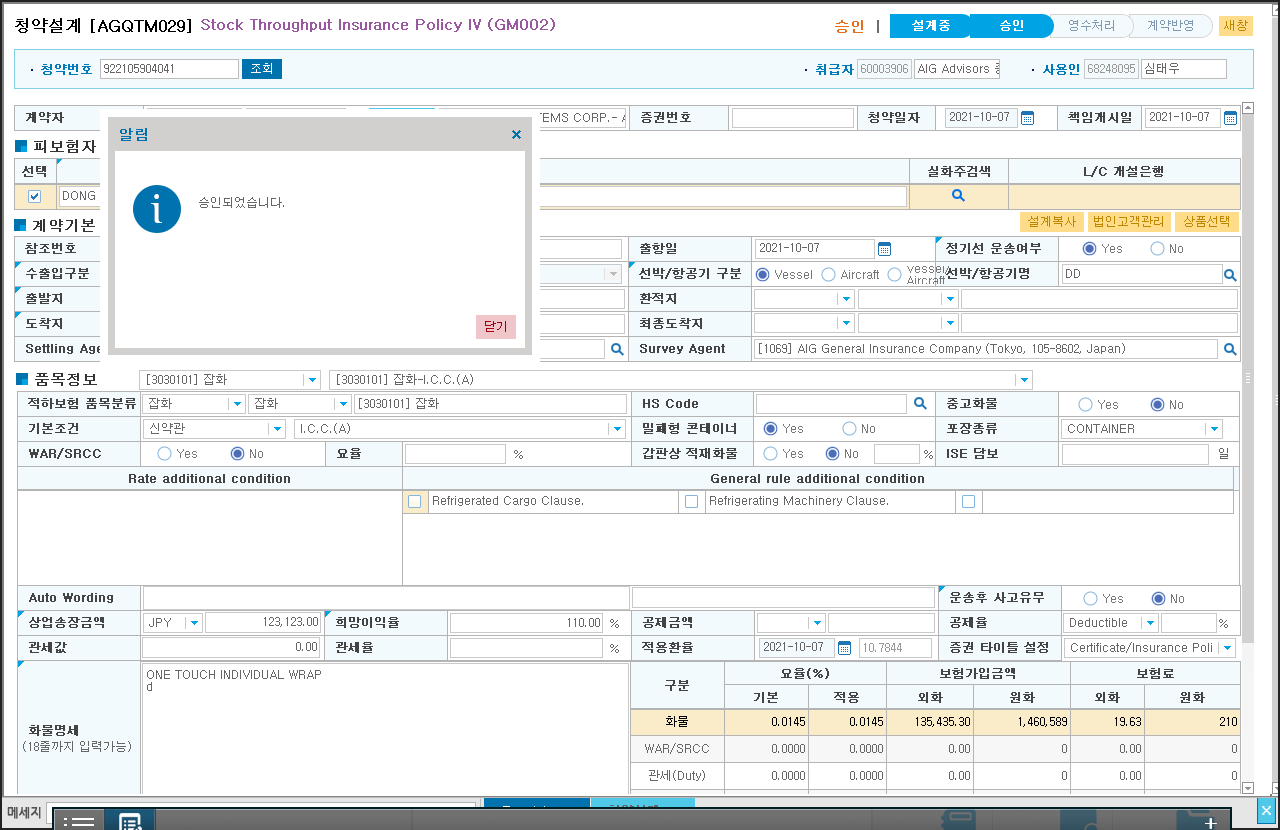 청약설계 [AGQTM029] Stock Throughput Insurance Policy IV (GM002) 승인 | 설계중 승인 영수처리 계약반영 새창
· 청약번호 922105904041 조회 · 취급자 60003906 AIG Advisors · 사용인 68248095 심태우
계약자 TEMS CORP.- 증권번호 청약일자 2021-10-07 책임개시일 2021-10-07
알림 ×
승인되었습니다.
닫기
피보험자
선택 실화주검색 L/C 개설은행
DONG
계약기본 설계복사 법인고객관리 상품선택
참조번호 출항일 2021-10-07 정기선 운송여부 Yes No
수출입구분 선박/항공기 구분 Vessel Aircraft Vessel/Aircraft 선박/항공기명 DD
출발지 환적지
도착지 최종도착지
Settling Age Survey Agent [1069] AIG General Insurance Company (Tokyo, 105-8602, Japan)
품목정보 [3030101] 잡화 [3030101] 잡화-I.C.C.(A)
적하보험 품목분류 잡화 잡화 [3030101] 잡화 HS Code 중고화물 Yes No
기본조건 신약관 I.C.C.(A) 밀폐형 콘테이너 Yes No 포장종류 CONTAINER
WAR/SRCC Yes No 요율 % 갑판상 적재화물 Yes No % ISE 담보 일
Rate additional condition General rule additional condition
Refrigerated Cargo Clause. Refrigerating Machinery Clause.
Auto Wording 운송후 사고유무 Yes No
상업송장금액 JPY 123,123.00 희망이익율 110.00 % 공제금액 공제율 Deductible %
관세값 0.00 관세율 % 적용환율 2021-10-07 10.7844 증권 타이틀 설정 Certificate/Insurance Poli
화물명세
(18줄까지 입력가능)
ONE TOUCH INDIVIDUAL WRAP
d
구분 요율(%) 보험가입금액 보험료
기본 적용 외화 원화 외화 원화
화물 0.0145 0.0145 135,435.30 1,460,589 19.63 210
WAR/SRCC 0.0000 0.0000 0.00 0 0.00 0
관세(Duty) 0.0000 0.0000 0.00 0 0.00 0
메세지